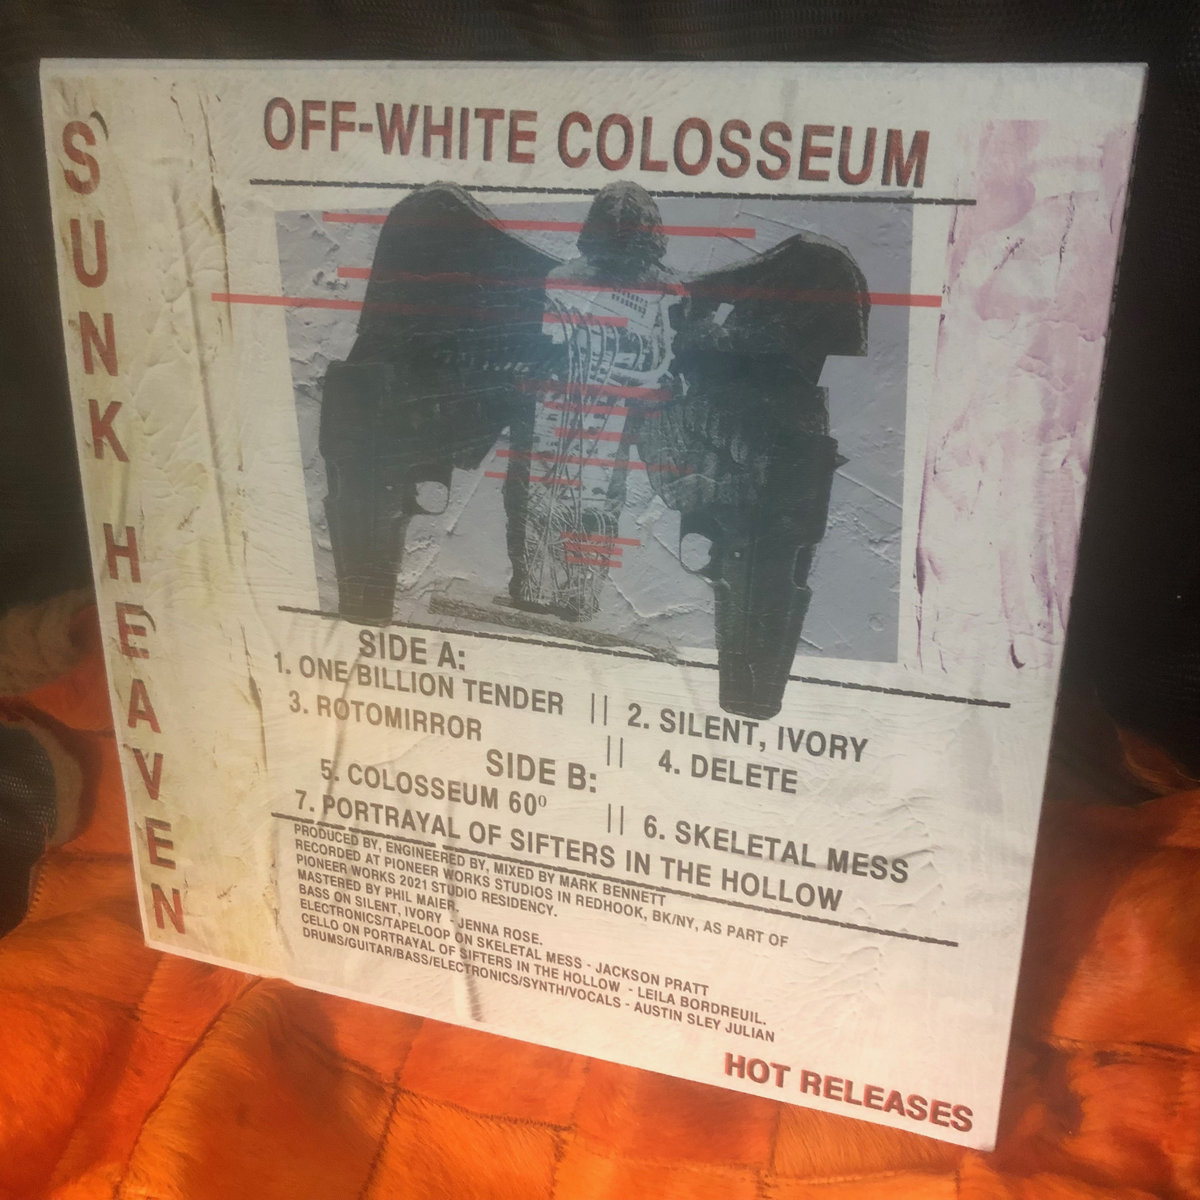 SUNK HEAVEN
OFF-WHITE COLOSSEUM
SIDE A:
1. ONE BILLION TENDER || 2. SILENT, IVORY
3. ROTOMIRROR || 4. DELETE
SIDE B:
5. COLOSSEUM 60º || 6. SKELETAL MESS
7. PORTRAYAL OF SIFTERS IN THE HOLLOW
PRODUCED BY, ENGINEERED BY, MIXED BY MARK BENNETT
RECORDED AT PIONEER WORKS STUDIOS IN REDHOOK, BK/NY, AS PART OF
PIONEER WORKS 2021 STUDIO RESIDENCY.
MASTERED BY PHIL MAIER.
BASS ON SILENT, IVORY - JENNA ROSE.
ELECTRONICS/TAPELOOP ON SKELETAL MESS - JACKSON PRATT
CELLO ON PORTRAYAL OF SIFTERS IN THE HOLLOW - LEILA BORDREUIL.
DRUMS/GUITAR/BASS/ELECTRONICS/SYNTH/VOCALS - AUSTIN SLEY JULIAN
HOT RELEASES